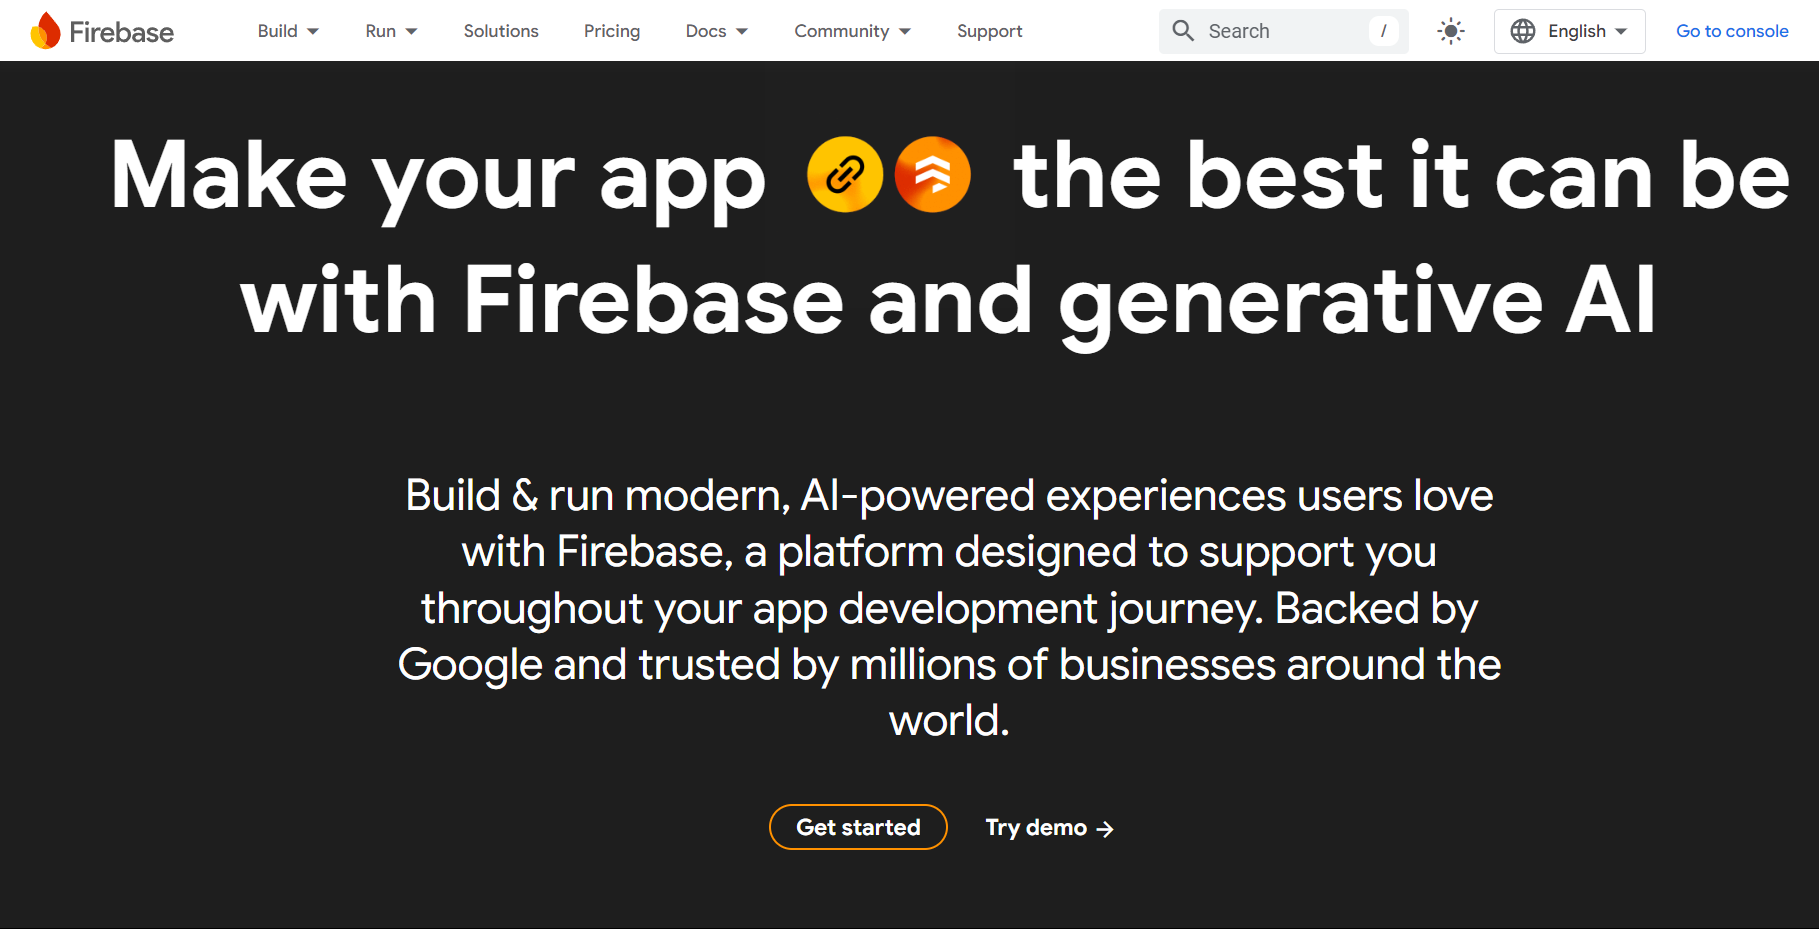 Firebase
Build
Run
Solutions
Pricing
Docs
Community
Support
Search
/
English
Go to console
Make your app the best it can be
with Firebase and generative AI
Build & run modern, AI-powered experiences users love
with Firebase, a platform designed to support you
throughout your app development journey. Backed by
Google and trusted by millions of businesses around the
world.
Get started
Try demo →